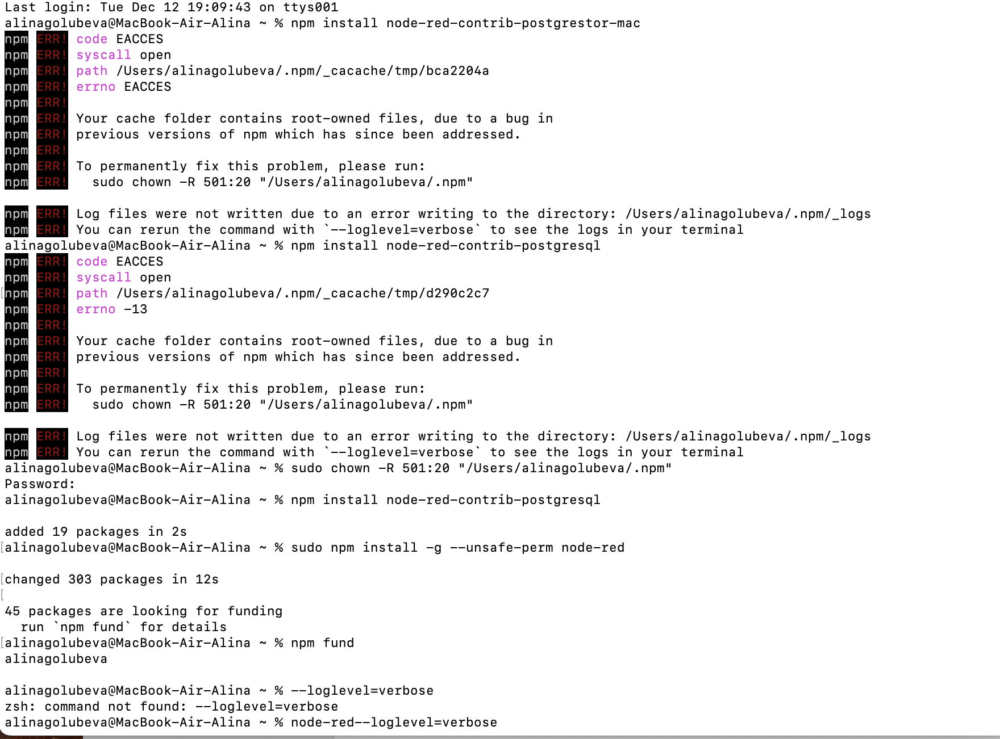 Last login: Tue Dec 12 19:09:43 on ttys001
alinagolubeva@MacBook-Air-Alina ~ % npm install node-red-contrib-postgrestor-mac
npm ERR! code EACCES
npm ERR! syscall open
npm ERR! path /Users/alinagolubeva/.npm/_cacache/tmp/bca2204a
npm ERR! errno EACCES
npm ERR!
npm ERR! Your cache folder contains root-owned files, due to a bug in
npm ERR! previous versions of npm which has since been addressed.
npm ERR!
npm ERR! To permanently fix this problem, please run:
npm ERR!   sudo chown -R 501:20 "/Users/alinagolubeva/.npm"

npm ERR! Log files were not written due to an error writing to the directory: /Users/alinagolubeva/.npm/_logs
npm ERR! You can rerun the command with `--loglevel=verbose` to see the logs in your terminal
alinagolubeva@MacBook-Air-Alina ~ % npm install node-red-contrib-postgresql
npm ERR! code EACCES
npm ERR! syscall open
[npm ERR! path /Users/alinagolubeva/.npm/_cacache/tmp/d290c2c7
npm ERR! errno -13
npm ERR!
npm ERR! Your cache folder contains root-owned files, due to a bug in
npm ERR! previous versions of npm which has since been addressed.
npm ERR!
npm ERR! To permanently fix this problem, please run:
npm ERR!   sudo chown -R 501:20 "/Users/alinagolubeva/.npm"

npm ERR! Log files were not written due to an error writing to the directory: /Users/alinagolubeva/.npm/_logs
npm ERR! You can rerun the command with `--loglevel=verbose` to see the logs in your terminal
alinagolubeva@MacBook-Air-Alina ~ % sudo chown -R 501:20 "/Users/alinagolubeva/.npm"
Password:
alinagolubeva@MacBook-Air-Alina ~ % npm install node-red-contrib-postgresql

added 19 packages in 2s
[alinagolubeva@MacBook-Air-Alina ~ % sudo npm install -g --unsafe-perm node-red

[changed 303 packages in 12s
[
45 packages are looking for funding
  run `npm fund` for details
[alinagolubeva@MacBook-Air-Alina ~ % npm fund
alinagolubeva

alinagolubeva@MacBook-Air-Alina ~ % --loglevel=verbose
zsh: command not found: --loglevel=verbose
alinagolubeva@MacBook-Air-Alina ~ % node-red--loglevel=verbose